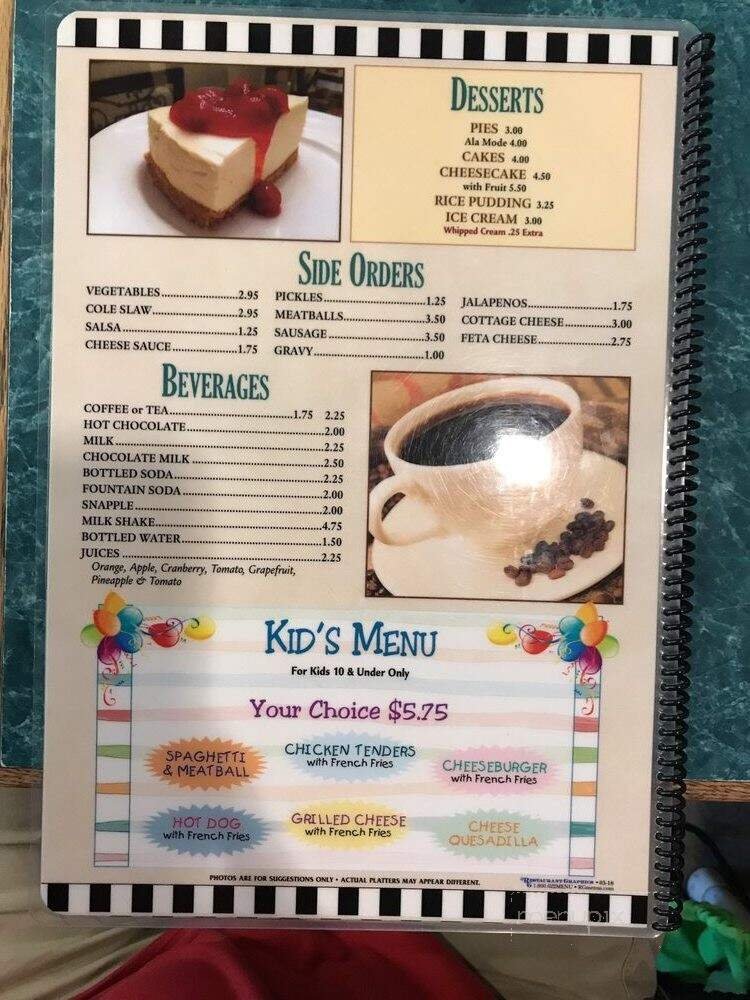 DESSERTS
PIES 3.00
Ala Mode 4.00
CAKES 4.00
CHEESECAKE 4.50
with Fruit 5.50
RICE PUDDING 3.25
ICE CREAM 3.00
Whipped Cream .25 Extra
SIDE ORDERS
VEGETABLES 2.95
COLE SLAW 2.95
SALSA 1.25
CHEESE SAUCE 1.75
PICKLES 1.25
MEATBALLS 3.50
SAUSAGE 3.50
GRAVY 1.00
JALAPENOS 1.75
COTTAGE CHEESE 3.00
FETA CHEESE 2.75
BEVERAGES
COFFEE or TEA 1.75 2.25
HOT CHOCOLATE 2.00
MILK 2.25
CHOCOLATE MILK 2.50
BOTTLED SODA 2.25
FOUNTAIN SODA 2.00
SNAPPLE 2.00
MILK SHAKE 4.75
BOTTLED WATER 1.50
JUICES 2.25
Orange, Apple, Cranberry, Tomato, Grapefruit,
Pineapple & Tomato
KID'S MENU
For Kids 10 & Under Only
Your Choice $5.75
SPAGHETTI
& MEATBALL
CHICKEN TENDERS
with French Fries
CHEESEBURGER
with French Fries
HOT DOG
with French Fries
GRILLED CHEESE
with French Fries
CHEESE
QUESADILLA
PHOTOS ARE FOR SUGGESTIONS ONLY • ACTUAL PLATTERS MAY APPEAR DIFFERENT.
RESTAURANT GRAPHICS
menupix